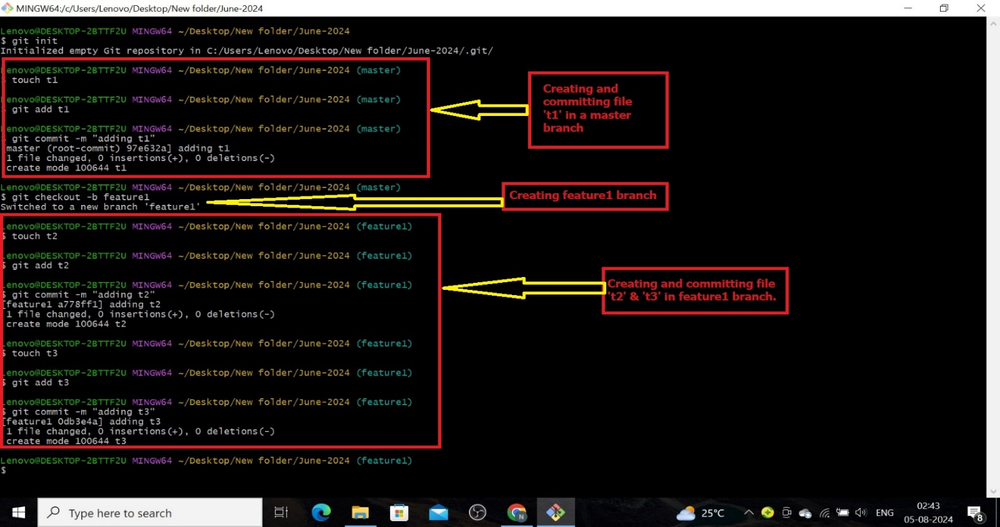 MINGW64:/c/Users/Lenovo/Desktop/New folder/June-2024
Lenovo@DESKTOP-2BTTF2U MINGW64 ~/Desktop/New folder/June-2024
$ git init
Initialized empty Git repository in C:/Users/Lenovo/Desktop/New folder/June-2024/.git/
Lenovo@DESKTOP-2BTTF2U MINGW64 ~/Desktop/New folder/June-2024 (master)
$ touch t1
Lenovo@DESKTOP-2BTTF2U MINGW64 ~/Desktop/New folder/June-2024 (master)
$ git add t1
Lenovo@DESKTOP-2BTTF2U MINGW64 ~/Desktop/New folder/June-2024 (master)
$ git commit -m "adding t1"
[master (root-commit) 97e632a] adding t1
1 file changed, 0 insertions(+), 0 deletions(-)
create mode 100644 t1
Creating and
committing file
't1' in a master
branch
Lenovo@DESKTOP-2BTTF2U MINGW64 ~/Desktop/New folder/June-2024 (master)
$ git checkout -b feature1
Switched to a new branch 'feature1'
Creating feature1 branch
Lenovo@DESKTOP-2BTTF2U MINGW64 ~/Desktop/New folder/June-2024 (feature1)
$ touch t2
Lenovo@DESKTOP-2BTTF2U MINGW64 ~/Desktop/New folder/June-2024 (feature1)
$ git add t2
Lenovo@DESKTOP-2BTTF2U MINGW64 ~/Desktop/New folder/June-2024 (feature1)
$ git commit -m "adding t2"
[feature1 a778ff1] adding t2
1 file changed, 0 insertions(+), 0 deletions(-)
create mode 100644 t2
Lenovo@DESKTOP-2BTTF2U MINGW64 ~/Desktop/New folder/June-2024 (feature1)
$ touch t3
Lenovo@DESKTOP-2BTTF2U MINGW64 ~/Desktop/New folder/June-2024 (feature1)
$ git add t3
Lenovo@DESKTOP-2BTTF2U MINGW64 ~/Desktop/New folder/June-2024 (feature1)
$ git commit -m "adding t3"
[feature1 0db3e4a] adding t3
1 file changed, 0 insertions(+), 0 deletions(-)
create mode 100644 t3
Creating and committing file
't2' & 't3' in feature1 branch.
Lenovo@DESKTOP-2BTTF2U MINGW64 ~/Desktop/New folder/June-2024 (feature1)
$
Type here to search
N
25°C
ENG
02:43
05-08-2024
8